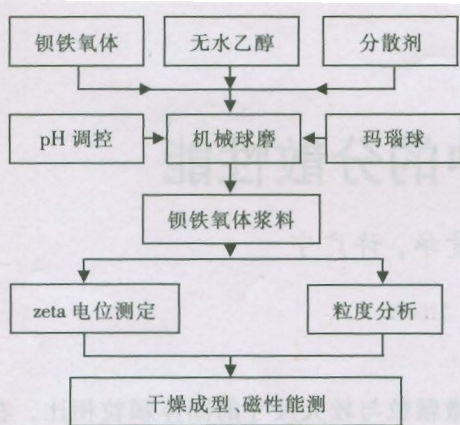 钡铁氧体
无水乙醇
分散剂
pH 调控
机械球磨
玛瑙球
钡铁氧体浆料
zeta 电位测定
粒度分析
干燥成型、磁性能测